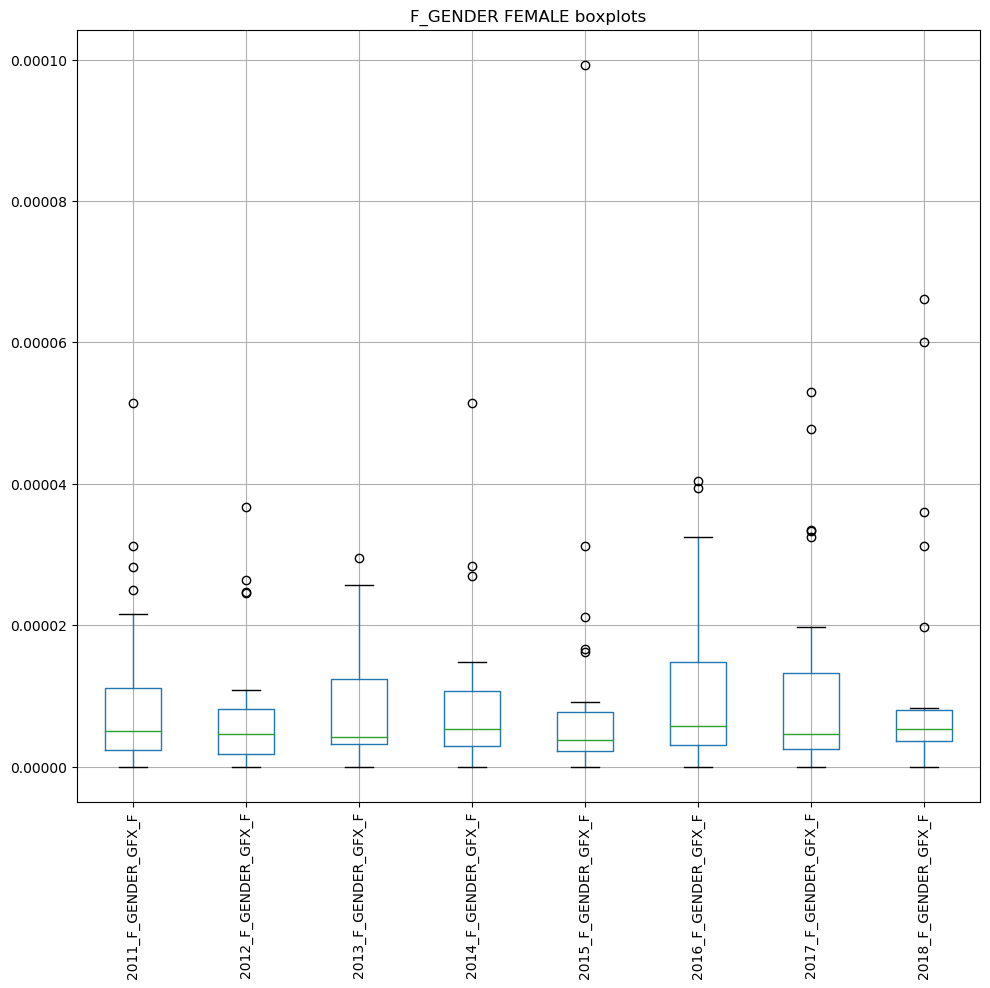 F_GENDER FEMALE boxplots
0.00010
0.00008
0.00006
0.00004
0.00002
0.00000
2011_F_GENDER_GFX_F
2012_F_GENDER_GFX_F
2013_F_GENDER_GFX_F
2014_F_GENDER_GFX_F
2015_F_GENDER_GFX_F
2016_F_GENDER_GFX_F
2017_F_GENDER_GFX_F
2018_F_GENDER_GFX_F